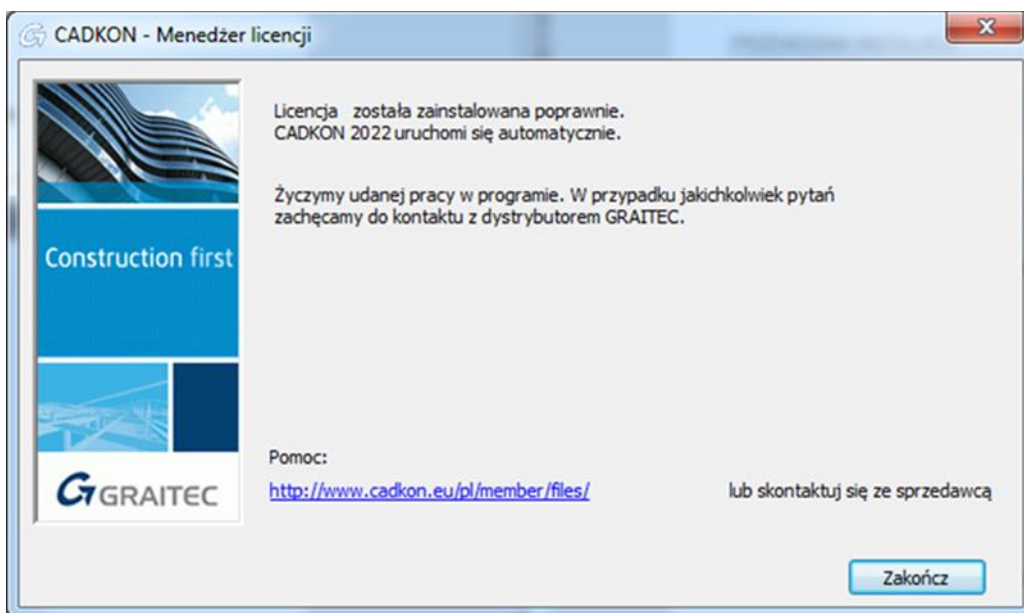 CADKON - Menedżer licencji
Licencja została zainstalowana poprawnie.
CADKON 2022 uruchomi się automatycznie.
Życzymy udanej pracy w programie. W przypadku jakichkolwiek pytań
zachęcamy do kontaktu z dystrybutorem GRAITEC.
Construction first
GRAITEC
Pomoc:
http://www.cadkon.eu/pl/member/files/ lub skontaktuj się ze sprzedawcą
Zakończ